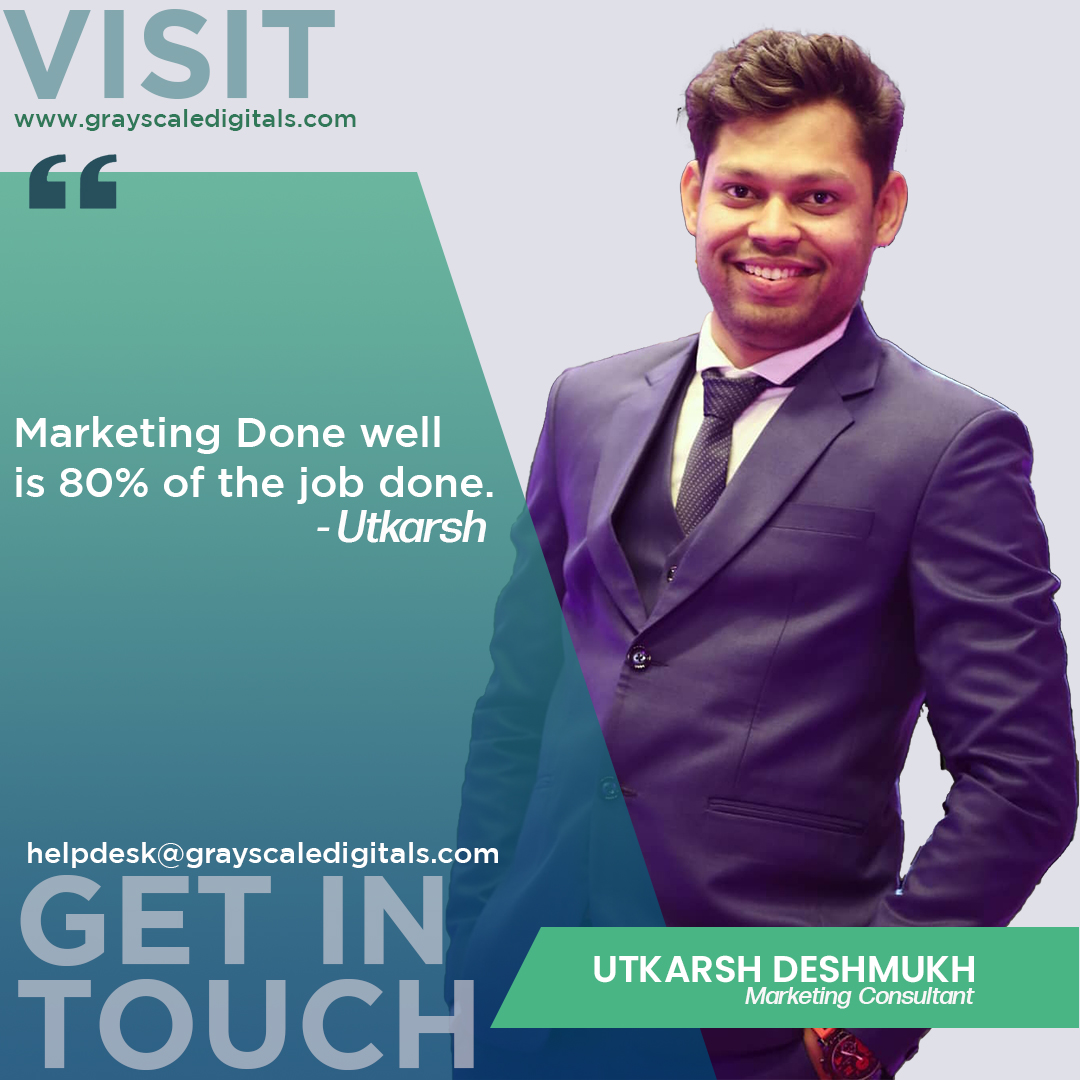 VISIT
www.grayscaledigitals.com
“
Marketing Done well
is 80% of the job done.
- Utkarsh
helpdesk@grayscaledigitals.com
GET IN
TOUCH
UTKARSH DESHMUKH
Marketing Consultant